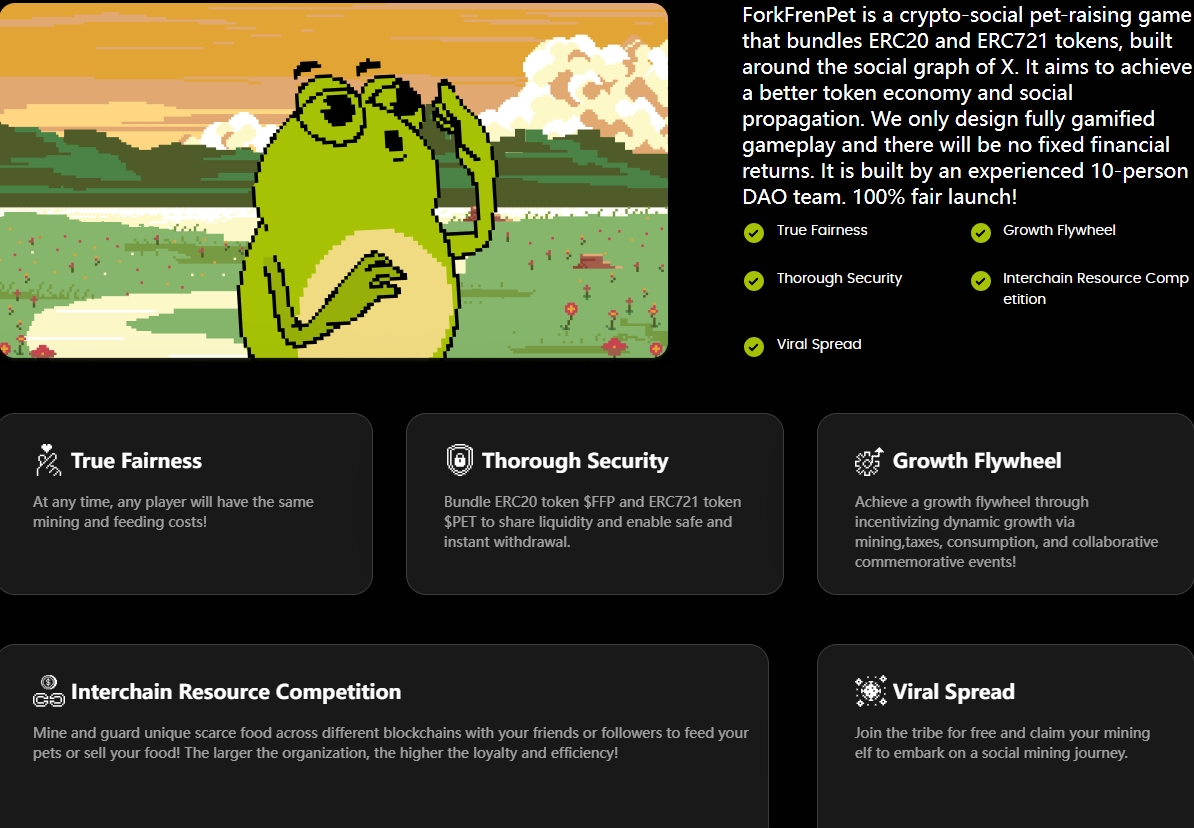 ForkFrenPet is a crypto-social pet-raising game
that bundles ERC20 and ERC721 tokens, built
around the social graph of X. It aims to achieve
a better token economy and social
propagation. We only design fully gamified
gameplay and there will be no fixed financial
returns. It is built by an experienced 10-person
DAO team. 100% fair launch!
True Fairness
Growth Flywheel
Thorough Security
Interchain Resource Comp
etition
Viral Spread
True Fairness
At any time, any player will have the same
mining and feeding costs!
Thorough Security
Bundle ERC20 token $FFP and ERC721 token
$PET to share liquidity and enable safe and
instant withdrawal.
Growth Flywheel
Achieve a growth flywheel through
incentivizing dynamic growth via
mining,taxes, consumption, and collaborative
commemorative events!
Interchain Resource Competition
Mine and guard unique scarce food across different blockchains with your friends or followers to feed your
pets or sell your food! The larger the organization, the higher the loyalty and efficiency!
Viral Spread
Join the tribe for free and claim your mining
elf to embark on a social mining journey.